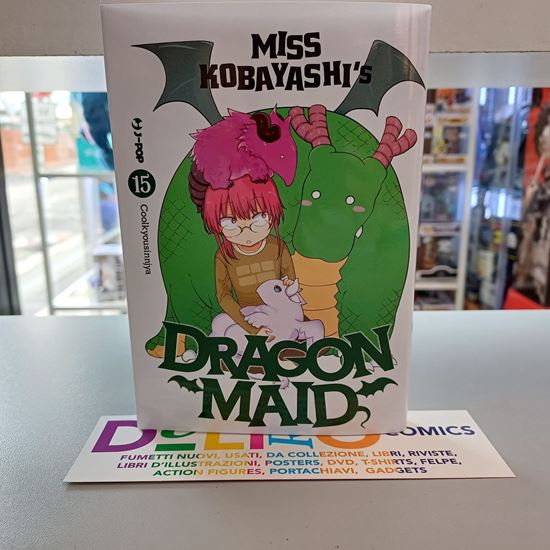 MISS
KOBAYASHI's
J-POP
15
Coolkyousinnjya
DRAGON
MAID
COMICS
FUMETTI NUOVI, USATI, DA COLLEZIONE, LIBRI, RIVISTE,
LIBRI D'ILLUSTRAZIONI, POSTERS, DVD, T-SHIRTS, FELPE,
ACTION FIGURES, PORTACHIAVI, GADGETS